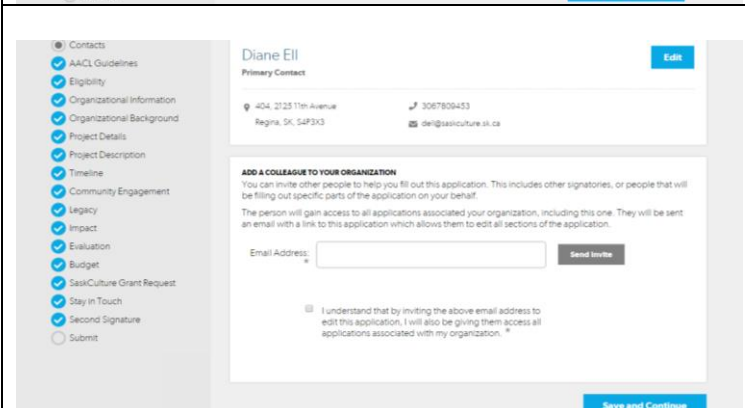 Contacts
AACL Guidelines
Eligibility
Organizational Information
Organizational Background
Project Details
Project Description
Timeline
Community Engagement
Legacy
Impact
Evaluation
Budget
SaskCulture Grant Request
Stay in Touch
Second Signature
Submit
Diane Ell
Edit
Primary Contact
404, 2125 11th Avenue
Regina, SK, S4P3X3
3067809453
dell@saskculture.sk.ca
ADD A COLLEAGUE TO YOUR ORGANIZATION
You can invite other people to help you fill out this application. This includes other signatories, or people that will
be filling out specific parts of the application on your behalf.
The person will gain access to all applications associated your organization, including this one. They will be sent
an email with a link to this application which allows them to edit all sections of the application.
Email Address:
*
Send Invite
I understand that by inviting the above email address to
edit this application, I will also be giving them access all
applications associated with my organization. *
Save and Continue